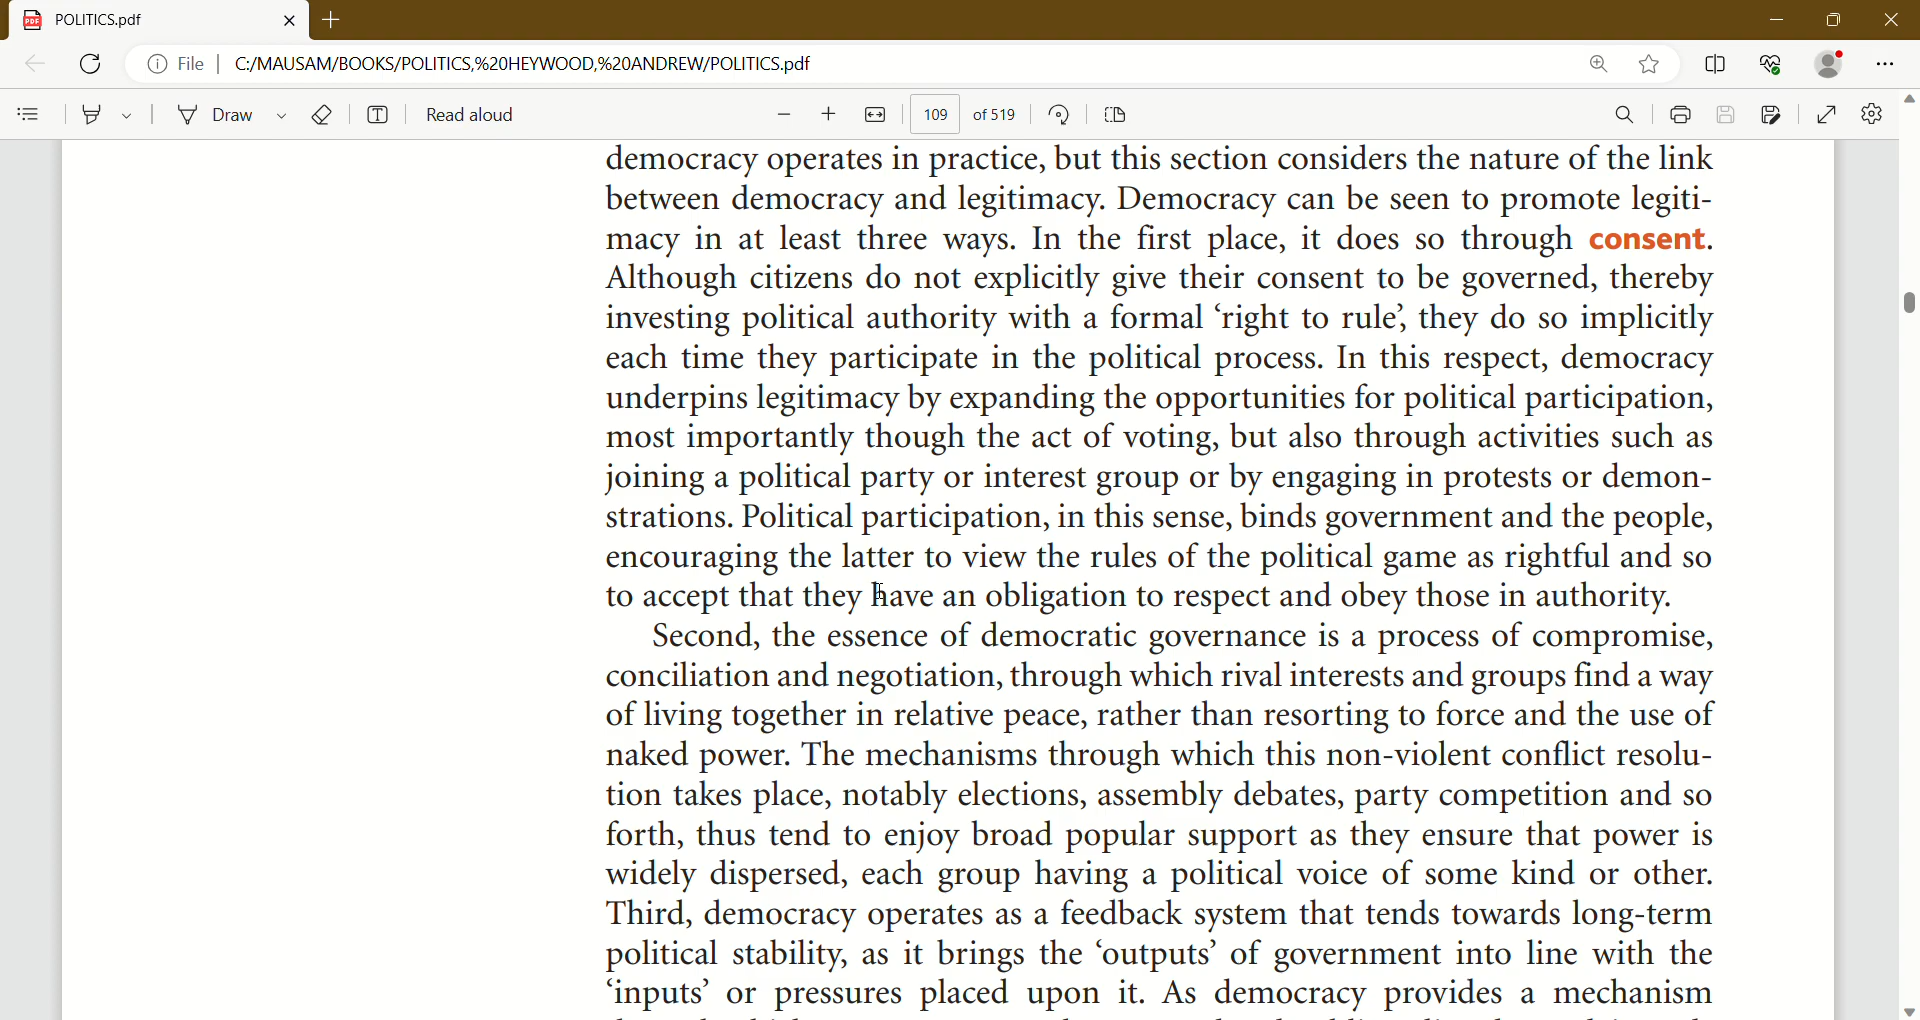 POLITICS.pdf
File
C:/MAUSAM/BOOKS/POLITICS,%20HEYWOOD,%20ANDREW/POLITICS.pdf
Draw
Read aloud
109 of 519
democracy operates in practice, but this section considers the nature of the link
between democracy and legitimacy. Democracy can be seen to promote legiti-
macy in at least three ways. In the first place, it does so through consent.
Although citizens do not explicitly give their consent to be governed, thereby
investing political authority with a formal ‘right to rule’, they do so implicitly
each time they participate in the political process. In this respect, democracy
underpins legitimacy by expanding the opportunities for political participation,
most importantly though the act of voting, but also through activities such as
joining a political party or interest group or by engaging in protests or demon-
strations. Political participation, in this sense, binds government and the people,
encouraging the latter to view the rules of the political game as rightful and so
to accept that they have an obligation to respect and obey those in authority.
Second, the essence of democratic governance is a process of compromise,
conciliation and negotiation, through which rival interests and groups find a way
of living together in relative peace, rather than resorting to force and the use of
naked power. The mechanisms through which this non-violent conflict resolu-
tion takes place, notably elections, assembly debates, party competition and so
forth, thus tend to enjoy broad popular support as they ensure that power is
widely dispersed, each group having a political voice of some kind or other.
Third, democracy operates as a feedback system that tends towards long-term
political stability, as it brings the ‘outputs’ of government into line with the
‘inputs’ or pressures placed upon it. As democracy provides a mechanism